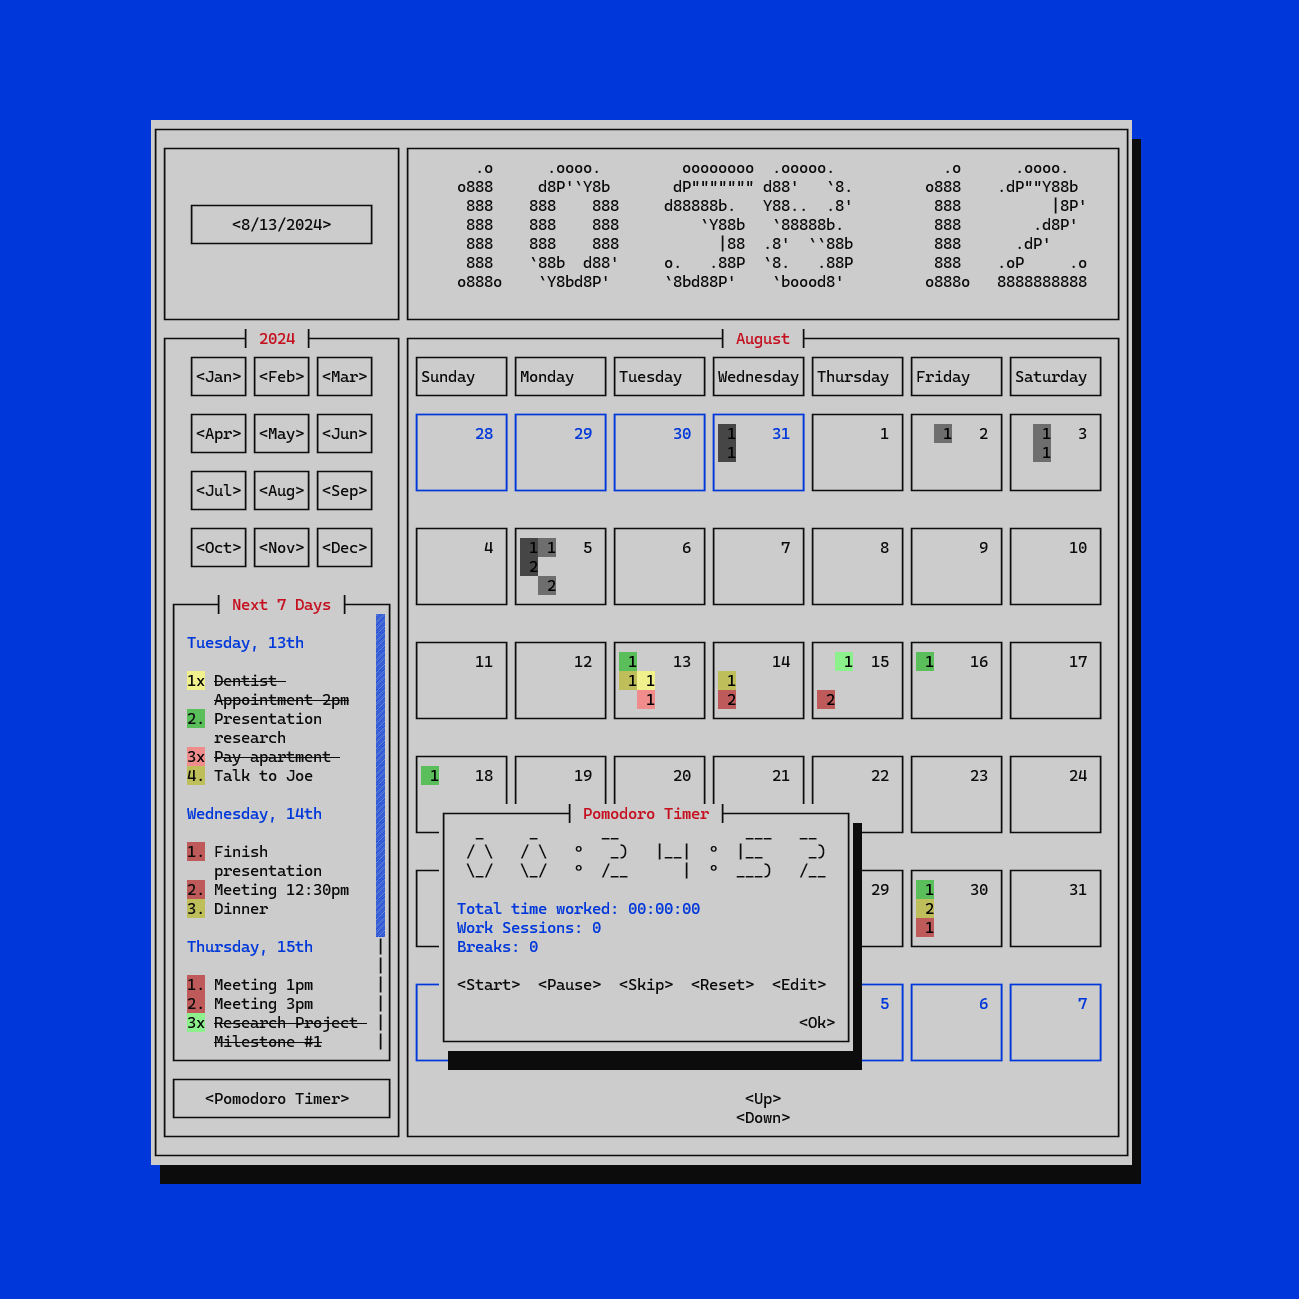 <8/13/2024>
10 58 12
2024
<Jan> <Feb> <Mar>
<Apr> <May> <Jun>
<Jul> <Aug> <Sep>
<Oct> <Nov> <Dec>
Next 7 Days
Tuesday, 13th
1x Dentist
Appointment 2pm
2. Presentation
research
3x Pay apartment
4. Talk to Joe
Wednesday, 14th
1. Finish
presentation
2. Meeting 12:30pm
3. Dinner
Thursday, 15th
1. Meeting 1pm
2. Meeting 3pm
3x Research Project
Milestone #1
<Pomodoro Timer>
August
Sunday Monday Tuesday Wednesday Thursday Friday Saturday
28 29 30 1 31 1 1 2 1 3
1 1
4 1 1 5 6 7 8 9 10
2
2
11 12 1 13 14 1 15 1 16 17
1 1 1
1 2 2
1 18 19 20 21 22 23 24
29 1 30 31
2
1
5 6 7
Pomodoro Timer
00:24:52
Total time worked: 00:00:00
Work Sessions: 0
Breaks: 0
<Start> <Pause> <Skip> <Reset> <Edit>
<Ok>
<Up>
<Down>